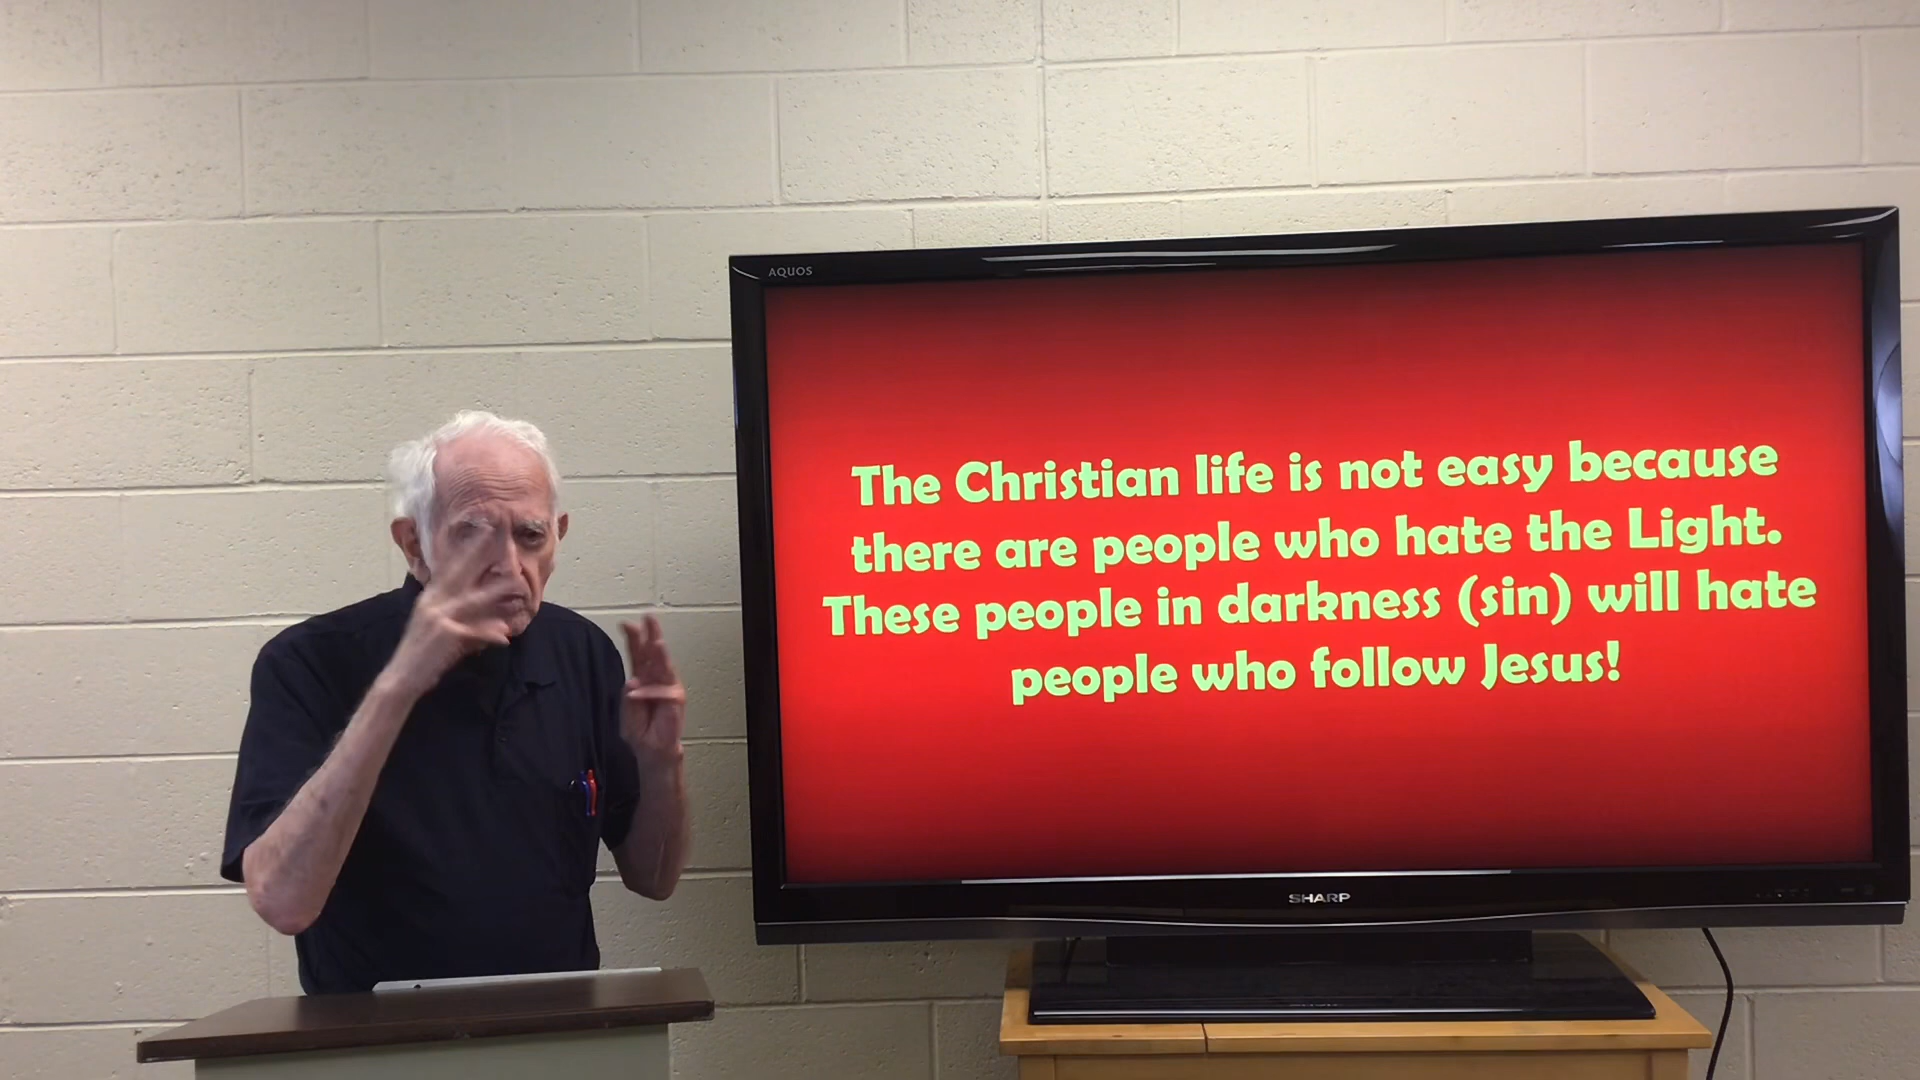 AQUOS
The Christian life is not easy because
there are people who hate the Light.
These people in darkness (sin) will hate
people who follow Jesus!
SHARP